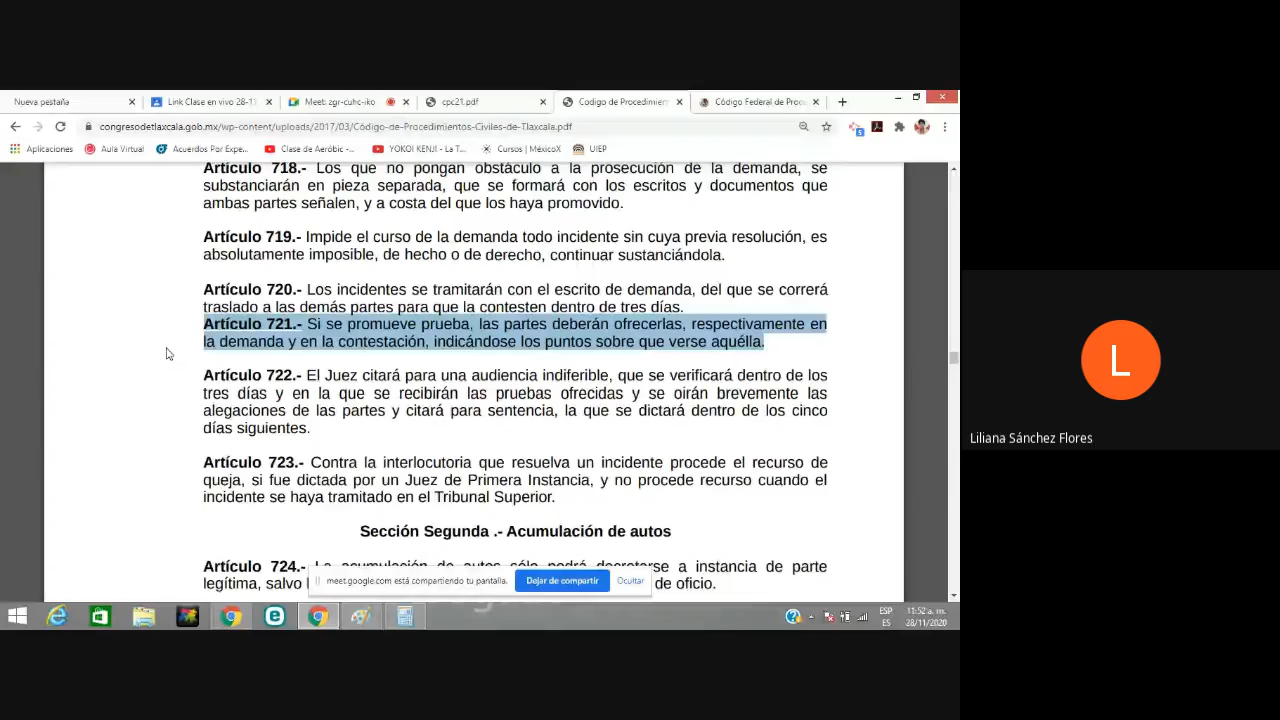 Nueva pestaña
Link Clase en vivo 28-1
Meet: zgr-cuhc-iko
cpc21.pdf
Codigo de Procedimien
Código Federal de Proc
congresodetlaxcala.gob.mx/wp-content/uploads/2017/03/Código-de-Procedimientos-Civiles-de-Tlaxcala.pdf
Aplicaciones
Aula Virtual
Acuerdos Por Expe...
Clase de Aeróbic -...
YOKOI KENJI - La T...
Cursos | MéxicoX
UIEP
Artículo 718.- Los que no pongan obstáculo a la prosecución de la demanda, se
substanciarán en pieza separada, que se formará con los escritos y documentos que
ambas partes señalen, y a costa del que los haya promovido.
Artículo 719.- Impide el curso de la demanda todo incidente sin cuya previa resolución, es
absolutamente imposible, de hecho o de derecho, continuar sustanciándola.
Artículo 720.- Los incidentes se tramitarán con el escrito de demanda, del que se correrá
traslado a las demás partes para que la contesten dentro de tres días.
Artículo 721.- Si se promueve prueba, las partes deberán ofrecerlas, respectivamente en
la demanda y en la contestación, indicándose los puntos sobre que verse aquélla.
Artículo 722.- El Juez citará para una audiencia indiferible, que se verificará dentro de los
tres días y en la que se recibirán las pruebas ofrecidas y se oirán brevemente las
alegaciones de las partes y citará para sentencia, la que se dictará dentro de los cinco
días siguientes.
Artículo 723.- Contra la interlocutoria que resuelva un incidente procede el recurso de
queja, si fue dictada por un Juez de Primera Instancia, y no procede recurso cuando el
incidente se haya tramitado en el Tribunal Superior.
Sección Segunda .- Acumulación de autos
Artículo 724.- La acumulación de autos sólo podrá decretarse a instancia de parte
legítima, salvo de oficio.
meet.google.com está compartiendo tu pantalla.
Dejar de compartir
Ocultar
ESP
ES
11:52 a. m.
28/11/2020
L
Liliana Sánchez Flores